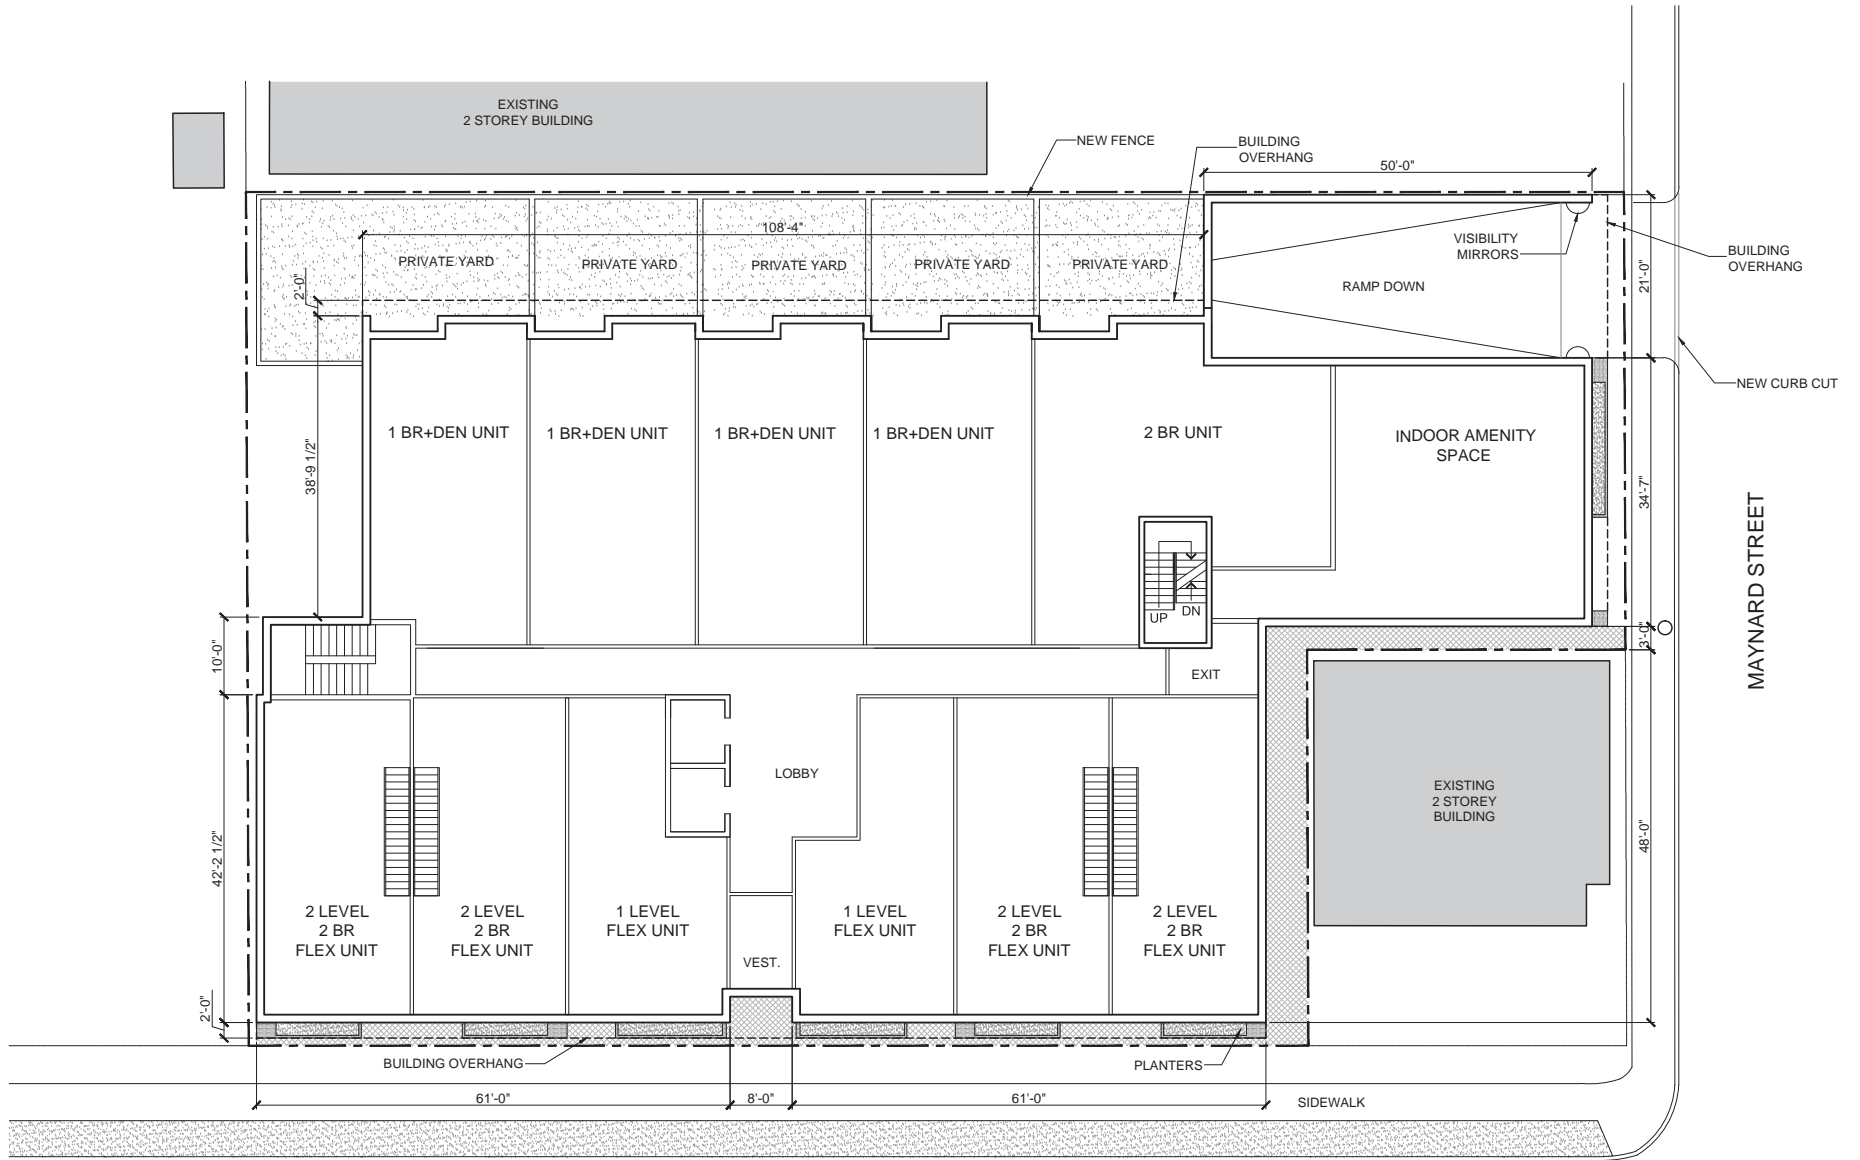 EXISTING
2 STOREY BUILDING
NEW FENCE
BUILDING
OVERHANG
50'-0"
108'-4"
PRIVATE YARD
PRIVATE YARD
PRIVATE YARD
PRIVATE YARD
PRIVATE YARD
VISIBILITY
MIRRORS
BUILDING
OVERHANG
RAMP DOWN
21'-0"
2'-0"
NEW CURB CUT
1 BR+DEN UNIT
1 BR+DEN UNIT
1 BR+DEN UNIT
1 BR+DEN UNIT
2 BR UNIT
INDOOR AMENITY
SPACE
38'-9 1/2"
34'-7"
MAYNARD STREET
UP
DN
10'-0"
3'-0"
EXIT
LOBBY
EXISTING
2 STOREY
BUILDING
42'-2 1/2"
48'-0"
2 LEVEL
2 BR
FLEX UNIT
2 LEVEL
2 BR
FLEX UNIT
1 LEVEL
FLEX UNIT
1 LEVEL
FLEX UNIT
2 LEVEL
2 BR
FLEX UNIT
2 LEVEL
2 BR
FLEX UNIT
VEST.
2'-0"
BUILDING OVERHANG
PLANTERS
61'-0"
8'-0"
61'-0"
SIDEWALK